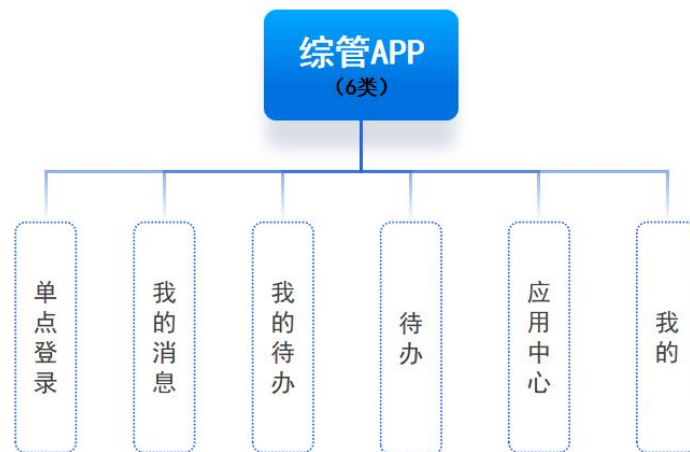 综管APP
（6类）
单点登录
我的消息
我的待办
待办
应用中心
我的